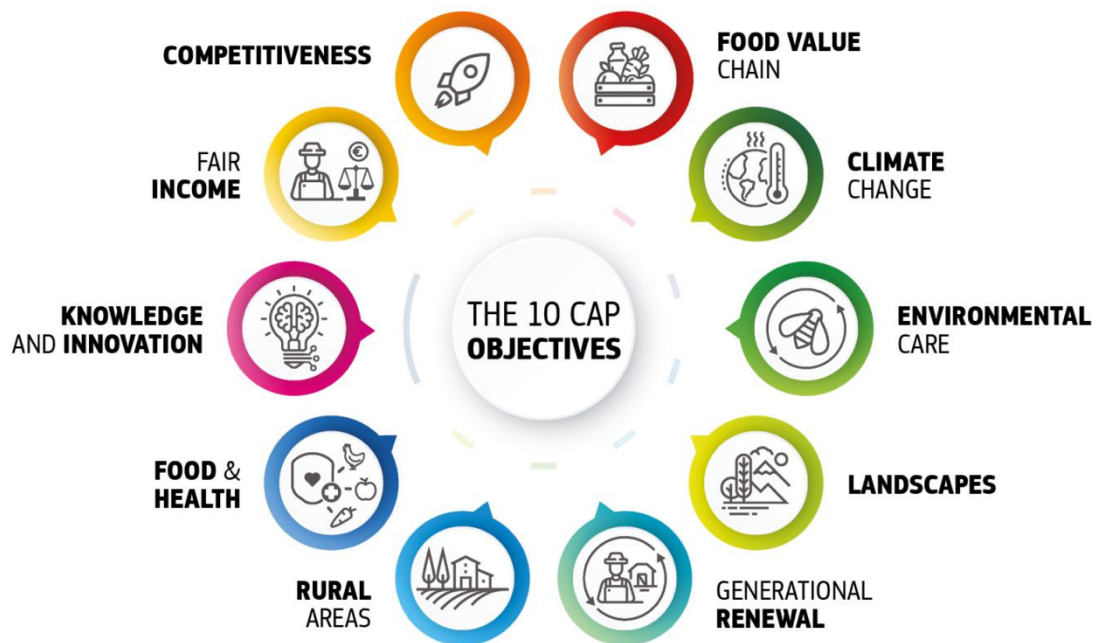 COMPETITIVENESS
FOOD VALUE
CHAIN
FAIR
INCOME
CLIMATE
CHANGE
KNOWLEDGE
AND INNOVATION
THE 10 CAP
OBJECTIVES
ENVIRONMENTAL
CARE
FOOD &
HEALTH
LANDSCAPES
RURAL
AREAS
GENERATIONAL
RENEWAL
€